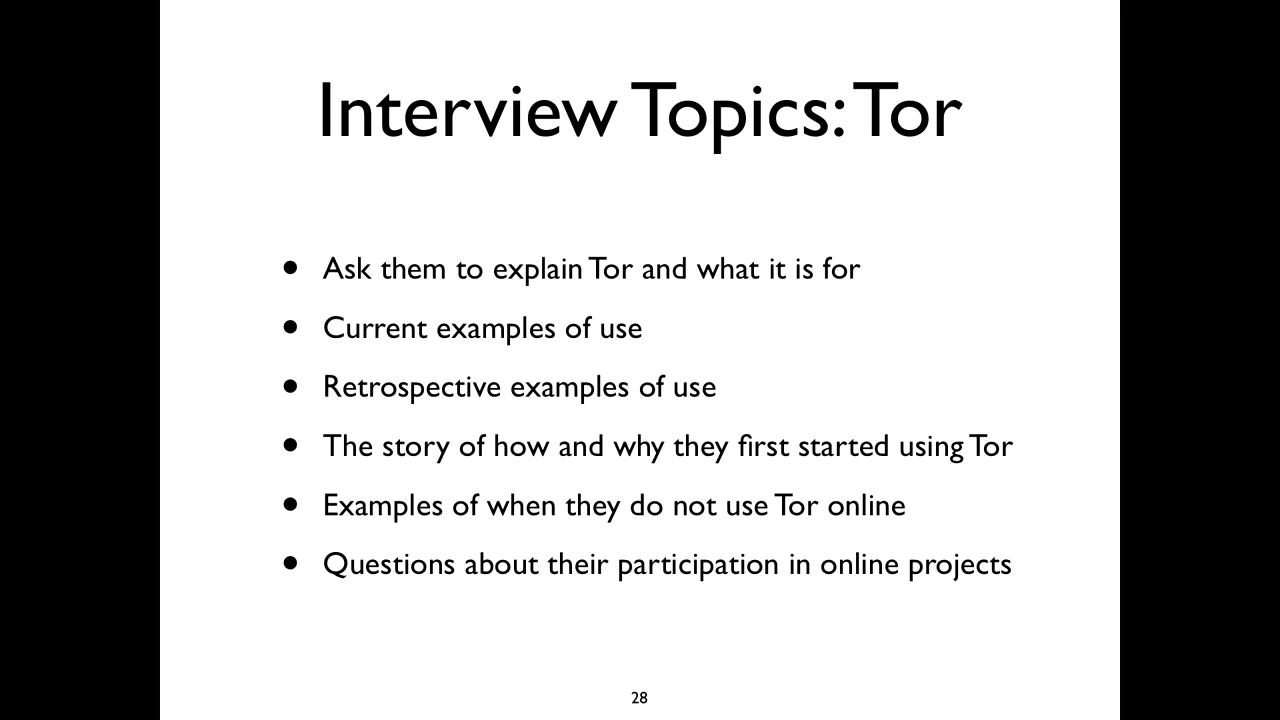 Interview Topics: Tor
• Ask them to explain Tor and what it is for
• Current examples of use
• Retrospective examples of use
• The story of how and why they first started using Tor
• Examples of when they do not use Tor online
• Questions about their participation in online projects
28